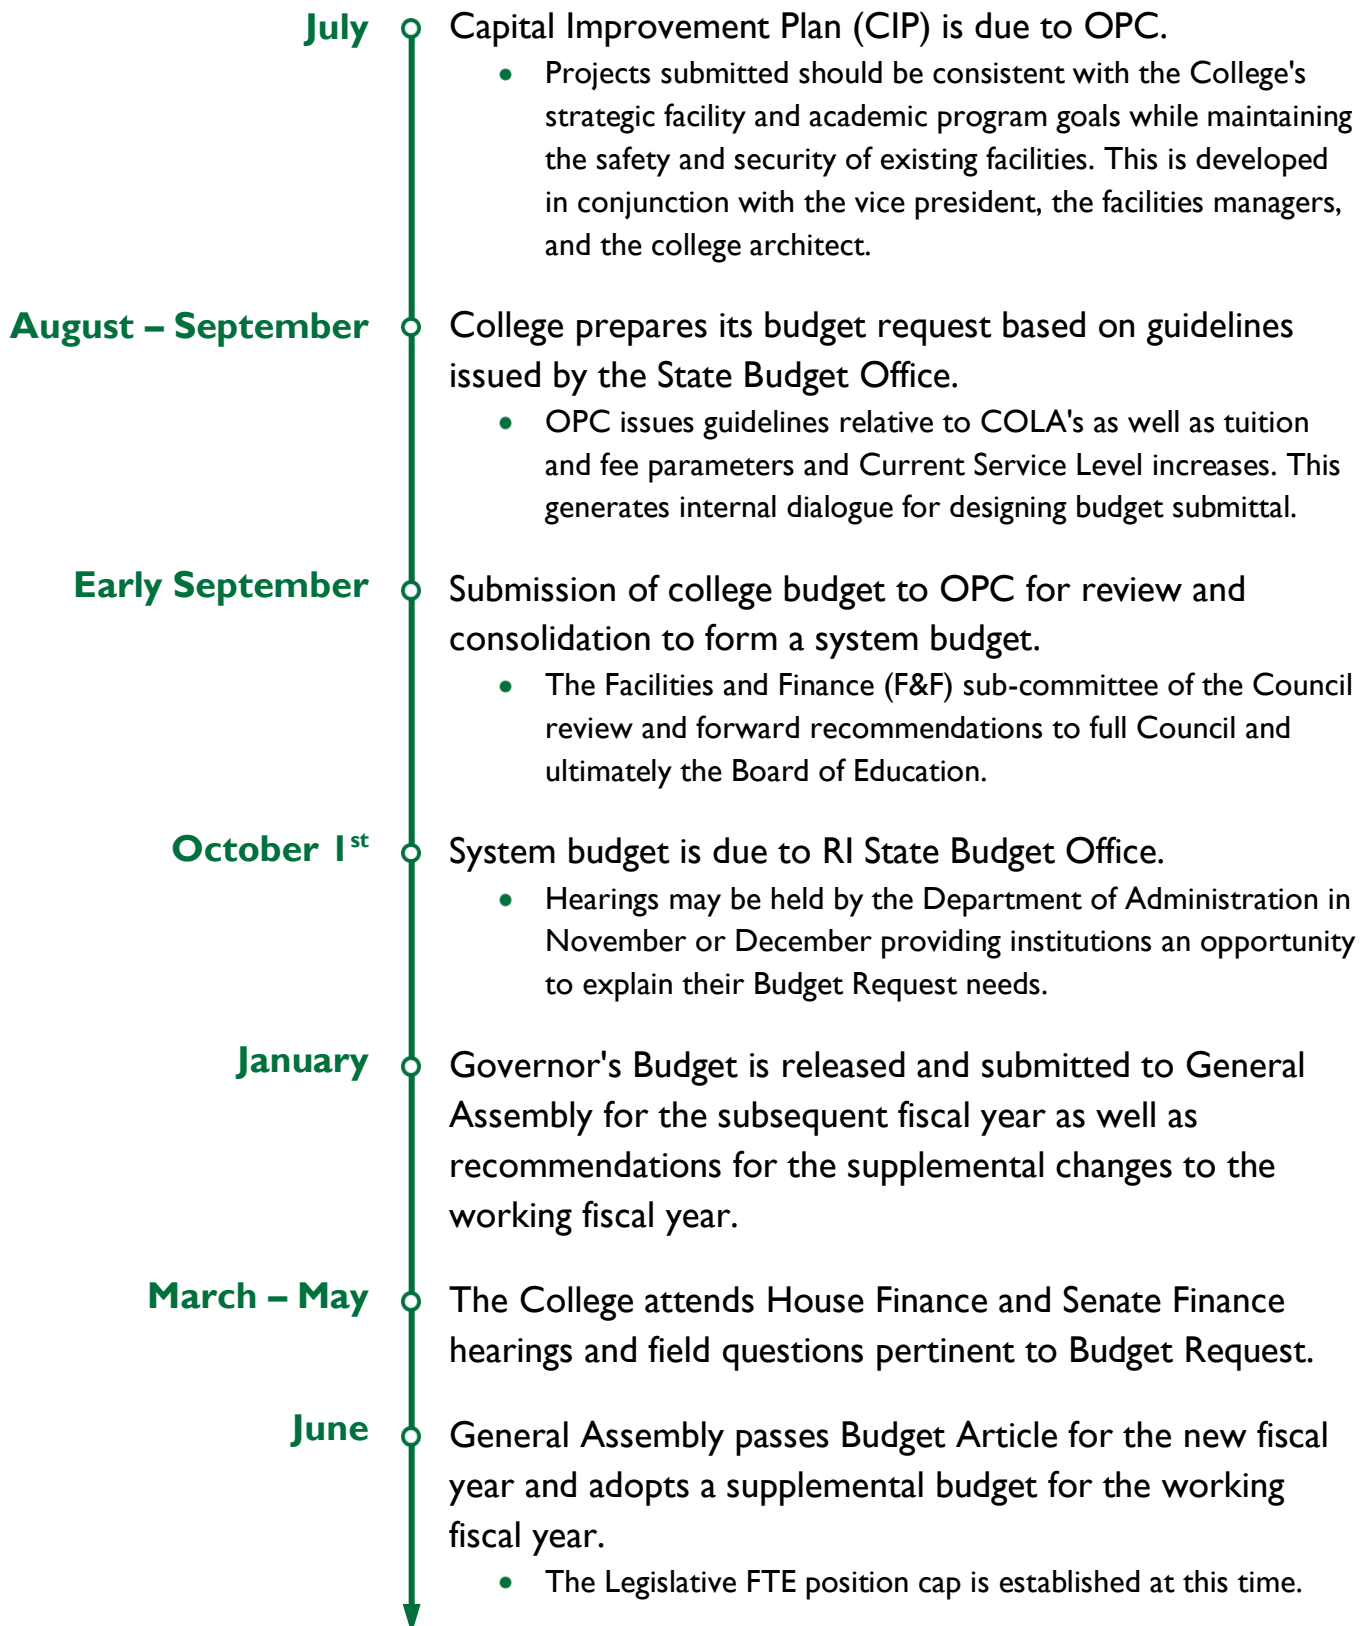 July
Capital Improvement Plan (CIP) is due to OPC.
• Projects submitted should be consistent with the College's
strategic facility and academic program goals while maintaining
the safety and security of existing facilities. This is developed
in conjunction with the vice president, the facilities managers,
and the college architect.
August – September
College prepares its budget request based on guidelines
issued by the State Budget Office.
• OPC issues guidelines relative to COLA's as well as tuition
and fee parameters and Current Service Level increases. This
generates internal dialogue for designing budget submittal.
Early September
Submission of college budget to OPC for review and
consolidation to form a system budget.
• The Facilities and Finance (F&F) sub-committee of the Council
review and forward recommendations to full Council and
ultimately the Board of Education.
October 1st
System budget is due to RI State Budget Office.
• Hearings may be held by the Department of Administration in
November or December providing institutions an opportunity
to explain their Budget Request needs.
January
Governor's Budget is released and submitted to General
Assembly for the subsequent fiscal year as well as
recommendations for the supplemental changes to the
working fiscal year.
March – May
The College attends House Finance and Senate Finance
hearings and field questions pertinent to Budget Request.
June
General Assembly passes Budget Article for the new fiscal
year and adopts a supplemental budget for the working
fiscal year.
• The Legislative FTE position cap is established at this time.